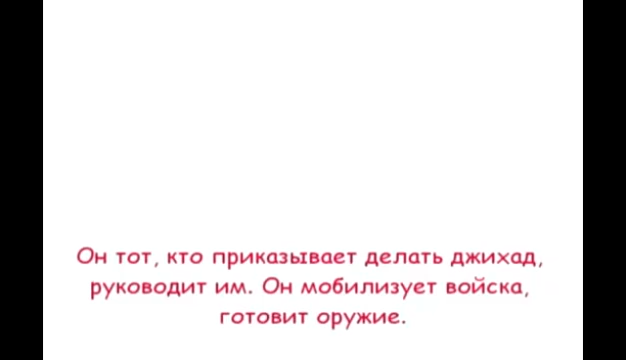 Он тот, кто приказывает делать джихад,
руководит им. Он мобилизует войска,
готовит оружие.